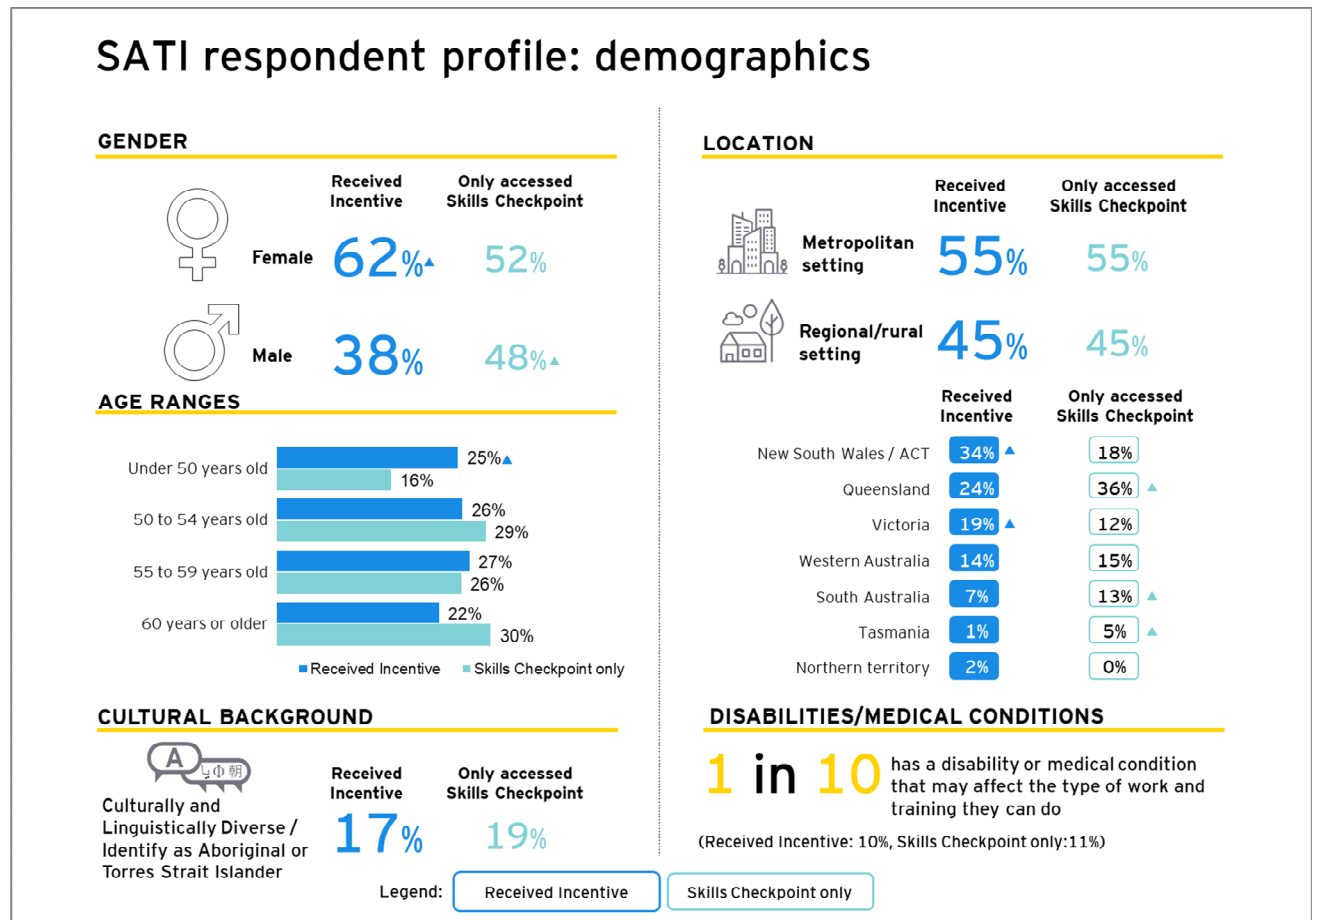 SATI respondent profile: demographics
GENDER
Received
Incentive
Only accessed
Skills Checkpoint
Female
62%▲
52%
Male
38%
48%▲
AGE RANGES
Under 50 years old
25%▲
16%
50 to 54 years old
26%
29%
55 to 59 years old
27%
26%
60 years or older
22%
30%
Received Incentive
Skills Checkpoint only
CULTURAL BACKGROUND
A
Φ 朝
Culturally and
Linguistically Diverse /
Identify as Aboriginal or
Torres Strait Islander
Received
Incentive
Only accessed
Skills Checkpoint
17%
19%
LOCATION
Received
Incentive
Only accessed
Skills Checkpoint
Metropolitan
setting
55%
55%
Regional/rural
setting
45%
45%
Received
Incentive
Only accessed
Skills Checkpoint
New South Wales / ACT
34% ▲
18%
Queensland
24%
36% ▲
Victoria
19% ▲
12%
Western Australia
14%
15%
South Australia
7%
13% ▲
Tasmania
1%
5% ▲
Northern territory
2%
0%
DISABILITIES/MEDICAL CONDITIONS
1 in 10
has a disability or medical condition
that may affect the type of work and
training they can do
(Received Incentive: 10%, Skills Checkpoint only:11%)
Legend:
Received Incentive
Skills Checkpoint only